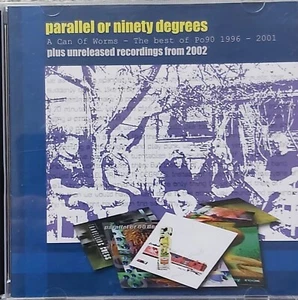 parallel or ninety degrees
A Can Of Worms - The best of Po90 1996 - 2001
plus unreleased recordings from 2002